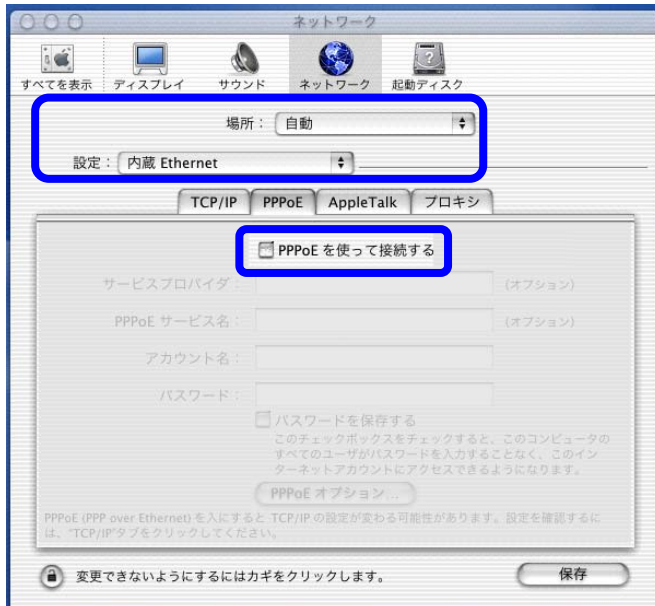 ネットワーク
すべてを表示 ディスプレイ サウンド ネットワーク 起動ディスク
場所： 自動
設定： 内蔵 Ethernet
TCP/IP PPPoE AppleTalk プロキシ
PPPoE を使って接続する
サービスプロバイダ： (オプション)
PPPoE サービス名： (オプション)
アカウント名：
パスワード：
パスワードを保存する
このチェックボックスをチェックすると、このコンピュータの
すべてのユーザがパスワードを入力することなく、このイン
ターネットアカウントにアクセスできるようになります。
PPPoE オプション...
PPPoE (PPP over Ethernet) を入にすると TCP/IP の設定が変わる可能性があります。設定を確認するに
は、"TCP/IP"タブをクリックしてください。
変更できないようにするにはカギをクリックします。 保存